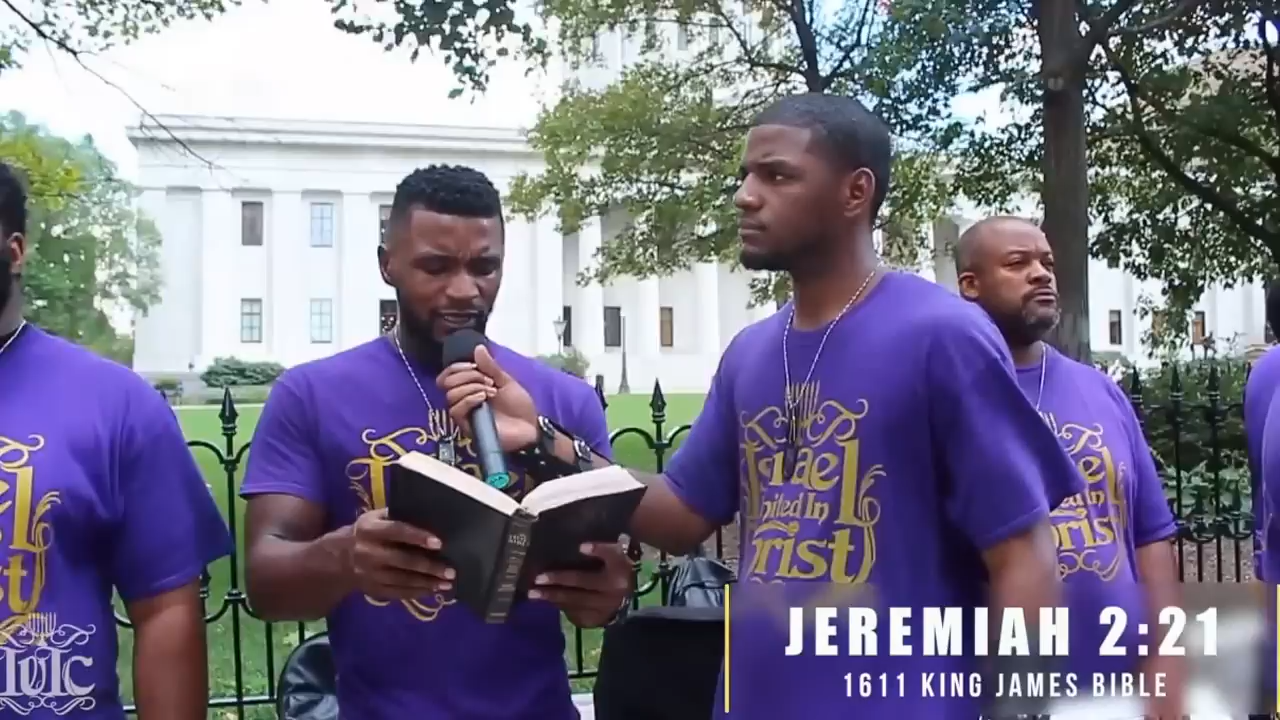 Israel
United In
Christ
IUIC
JEREMIAH 2:21
1611 KING JAMES BIBLE